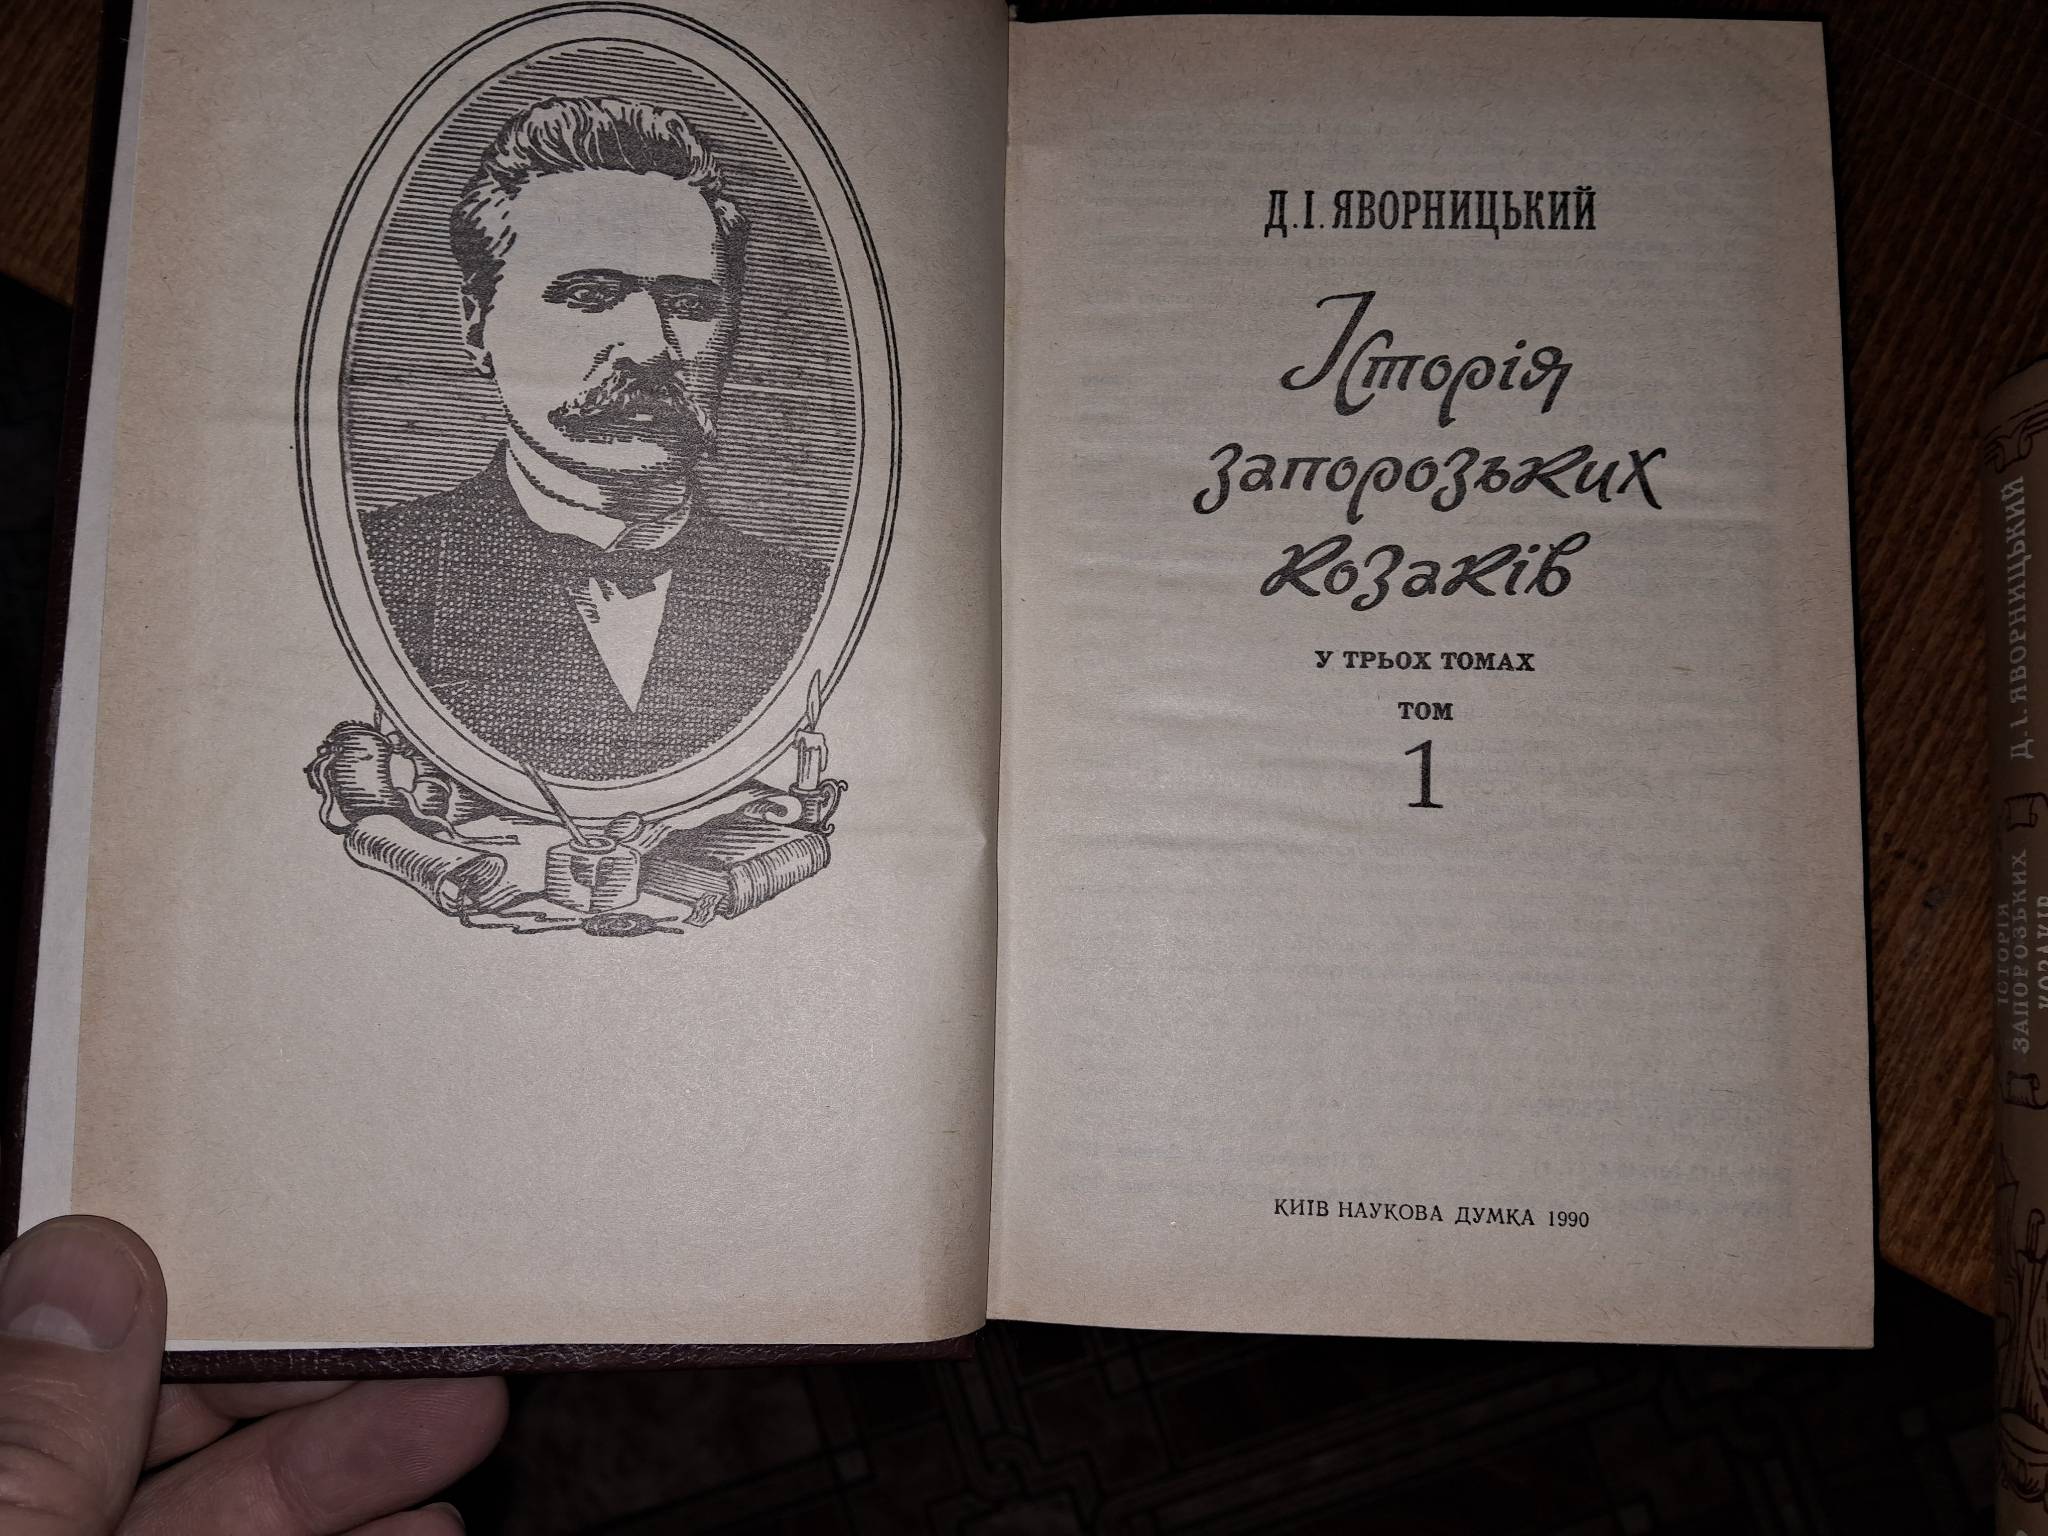 Д.І.ЯВОРНИЦЬКИЙ
Історія
запорозьких
козаків
У ТРЬОХ ТОМАХ
ТОМ
1
КИЇВ НАУКОВА ДУМКА 1990
Д.І.ЯВОРНИЦЬКИЙ
ІСТОРІЯ
ЗАПОРОЗЬКИХ
КОЗАКІВ